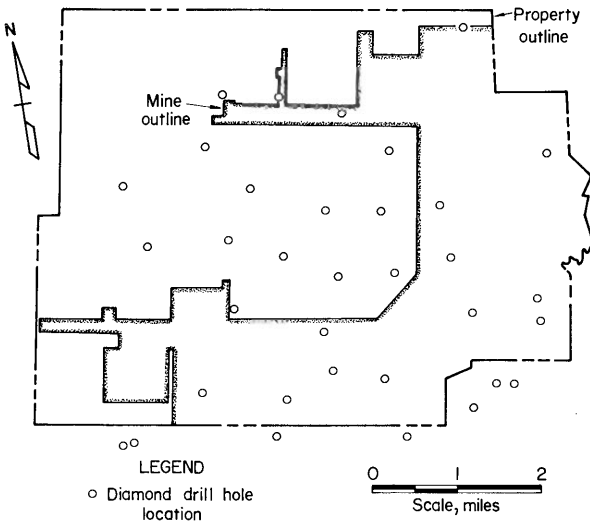 Property
outline
N
Mine
outline
LEGEND
Diamond drill hole
location
0 1 2
Scale, miles